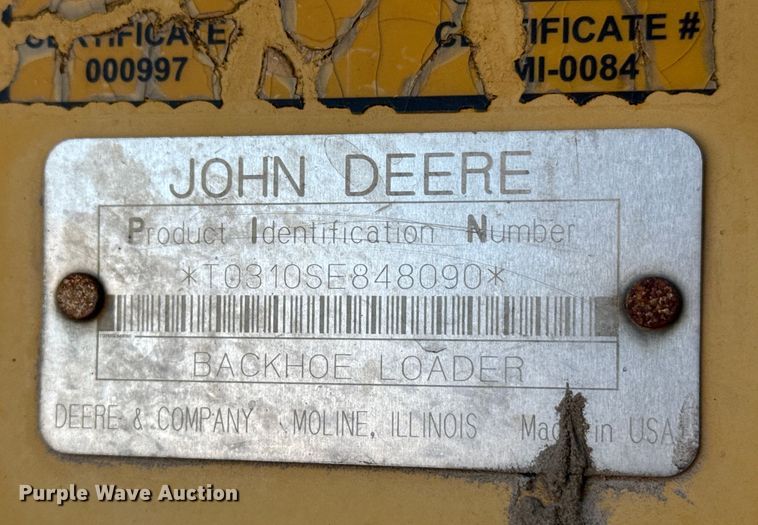 CERTIFICATE
000997
IFICATE #
MI-0084
JOHN DEERE
Product Identification Number
*T0310SE848090*
BACKHOE LOADER
DEERE & COMPANY MOLINE, ILLINOIS Made in USA
Purple Wave Auction